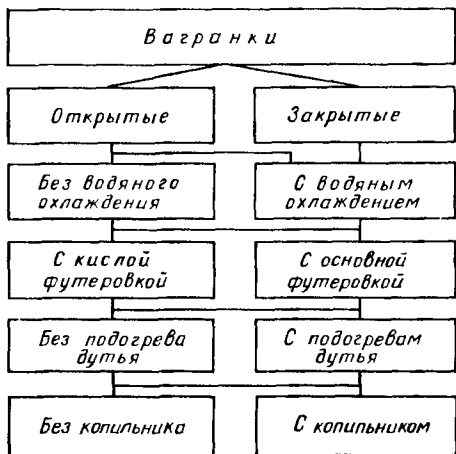 Вагранки
Открытые
Закрытые
Без водяного
охлаждения
С водяным
охлаждением
С кислой
футеровкой
С основной
футеровкой
Без подогрева
дутья
С подогревам
дутья
Без копильника
С копильником